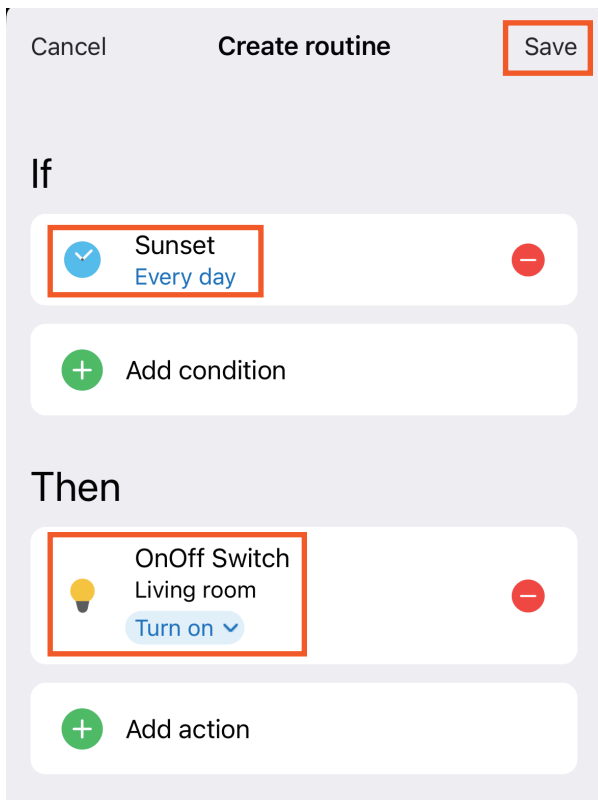 Cancel
Create routine
Save
If
Sunset
Every day
Add condition
Then
OnOff Switch
Living room
Turn on
Add action